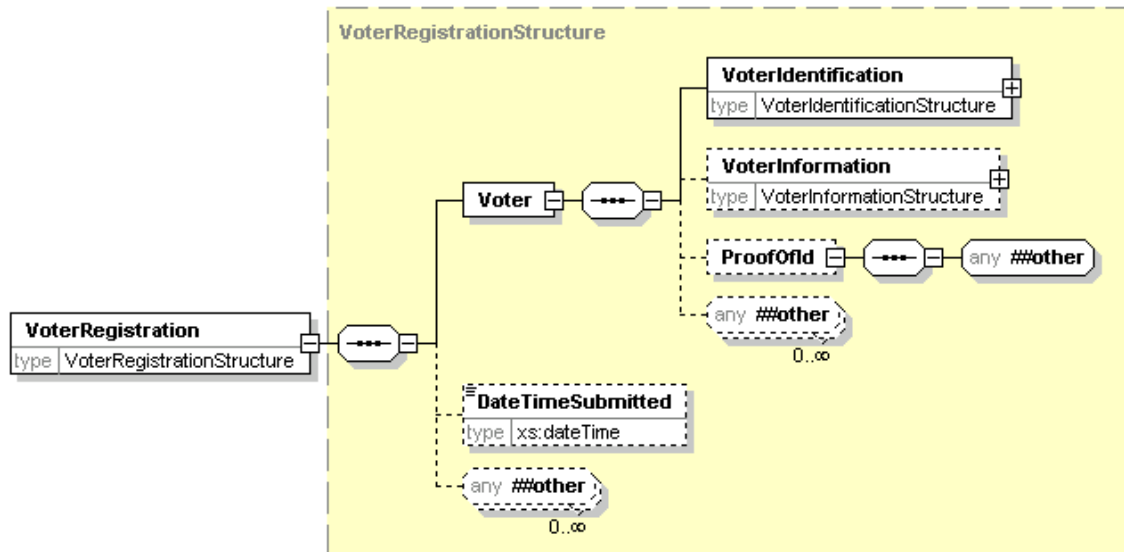 VoterRegistrationStructure
VoterIdentification
type VoterIdentificationStructure
VoterInformation
type VoterInformationStructure
Voter
ProofOfId
any ##other
any ##other
0..∞
VoterRegistration
type VoterRegistrationStructure
DateTimeSubmitted
type xs:dateTime
any ##other
0..∞